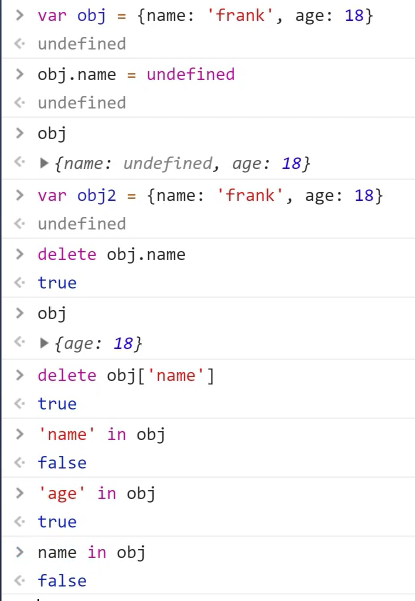 > var obj = {name: 'frank', age: 18}
<· undefined
> obj.name = undefined
<· undefined
> obj
<· ▶{name: undefined, age: 18}
> var obj2 = {name: 'frank', age: 18}
<· undefined
> delete obj.name
<· true
> obj
<· ▶{age: 18}
> delete obj['name']
<· true
> 'name' in obj
<· false
> 'age' in obj
<· true
> name in obj
<· false